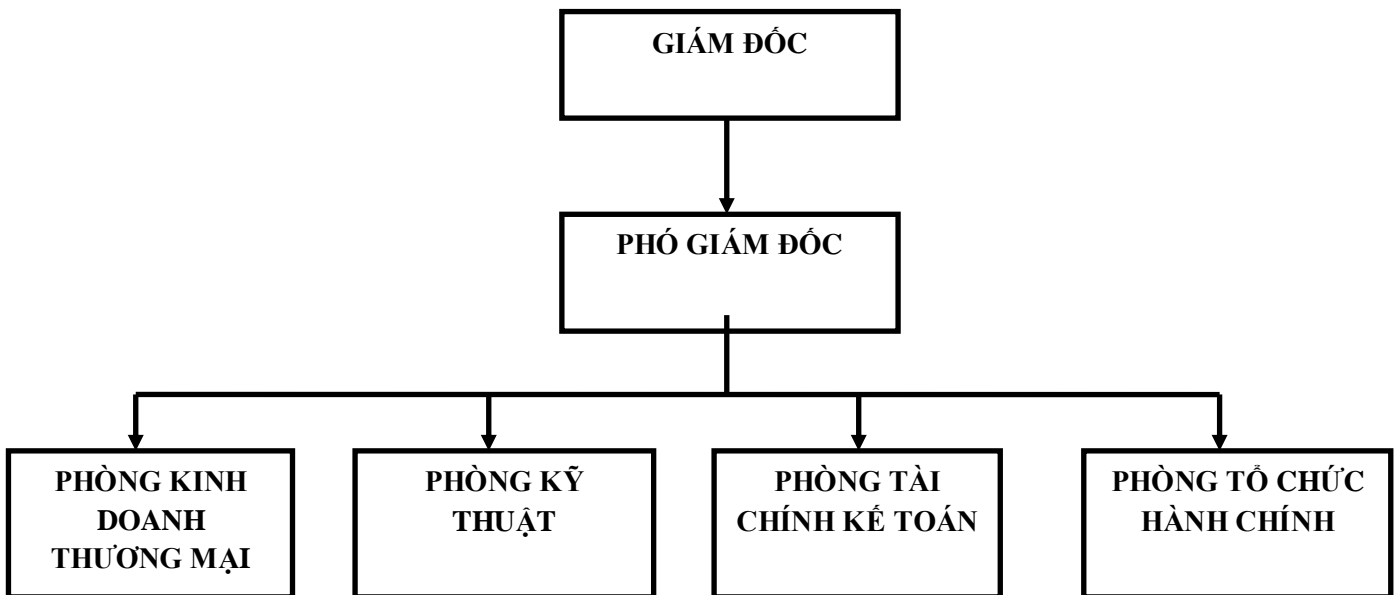 GIÁM ĐỐC
PHÓ GIÁM ĐỐC
PHÒNG KINH
DOANH
THƯƠNG MẠI
PHÒNG KỸ
THUẬT
PHÒNG TÀI
CHÍNH KẾ TOÁN
PHÒNG TỔ CHỨC
HÀNH CHÍNH